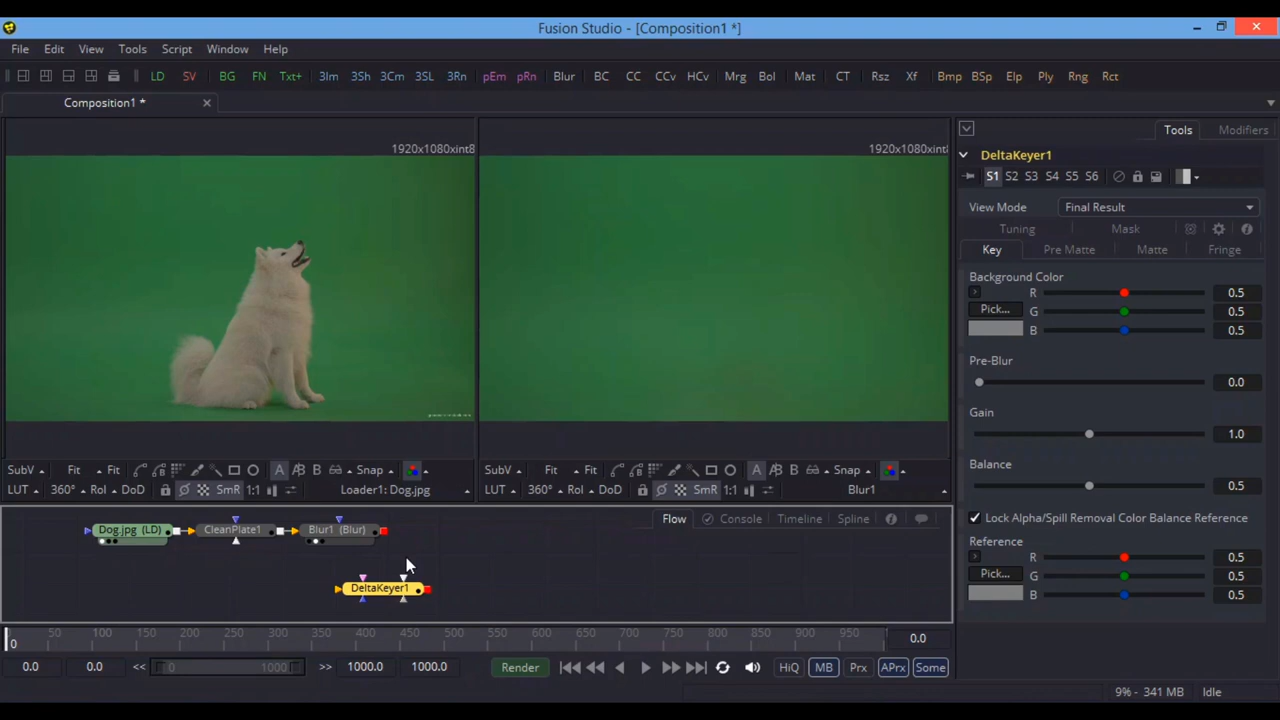 Fusion Studio - [Composition1 *]
File Edit View Tools Script Window Help
LD SV BG FN Txt+ 3Im 3Sh 3Cm 3SL 3Rn pEm pRn Blur BC CC CCv HCv Mrg Bol Mat CT Rsz Xf Bmp BSp Elp Ply Rng Rct
Composition1 *
Tools Modifiers
1920x1080xint8 1920x1080xint8
DeltaKeyer1
S1 S2 S3 S4 S5 S6
View Mode Final Result
Tuning Mask
Key Pre Matte Matte Fringe
Background Color
R 0.5
Pick... G 0.5
B 0.5
Pre-Blur
0.0
Gain
1.0
Balance
0.5
Lock Alpha/Spill Removal Color Balance Reference
Reference
R 0.5
Pick... G 0.5
B 0.5
SubV Fit Fit A B Snap SubV Fit Fit A B Snap
LUT 360° Rol DoD SmR 1:1 Loader1: Dog.jpg LUT 360° Rol DoD SmR 1:1 Blur1
Flow Console Timeline Spline
Dog.jpg (LD) CleanPlate1 Blur1 (Blur)
DeltaKeyer1
0 50 100 150 200 250 300 350 400 450 500 550 600 650 700 750 800 850 900 950 0.0
0.0 0.0 << 0 1000 >> 1000.0 1000.0 Render HiQ MB Prx APrx Some
9% - 341 MB Idle